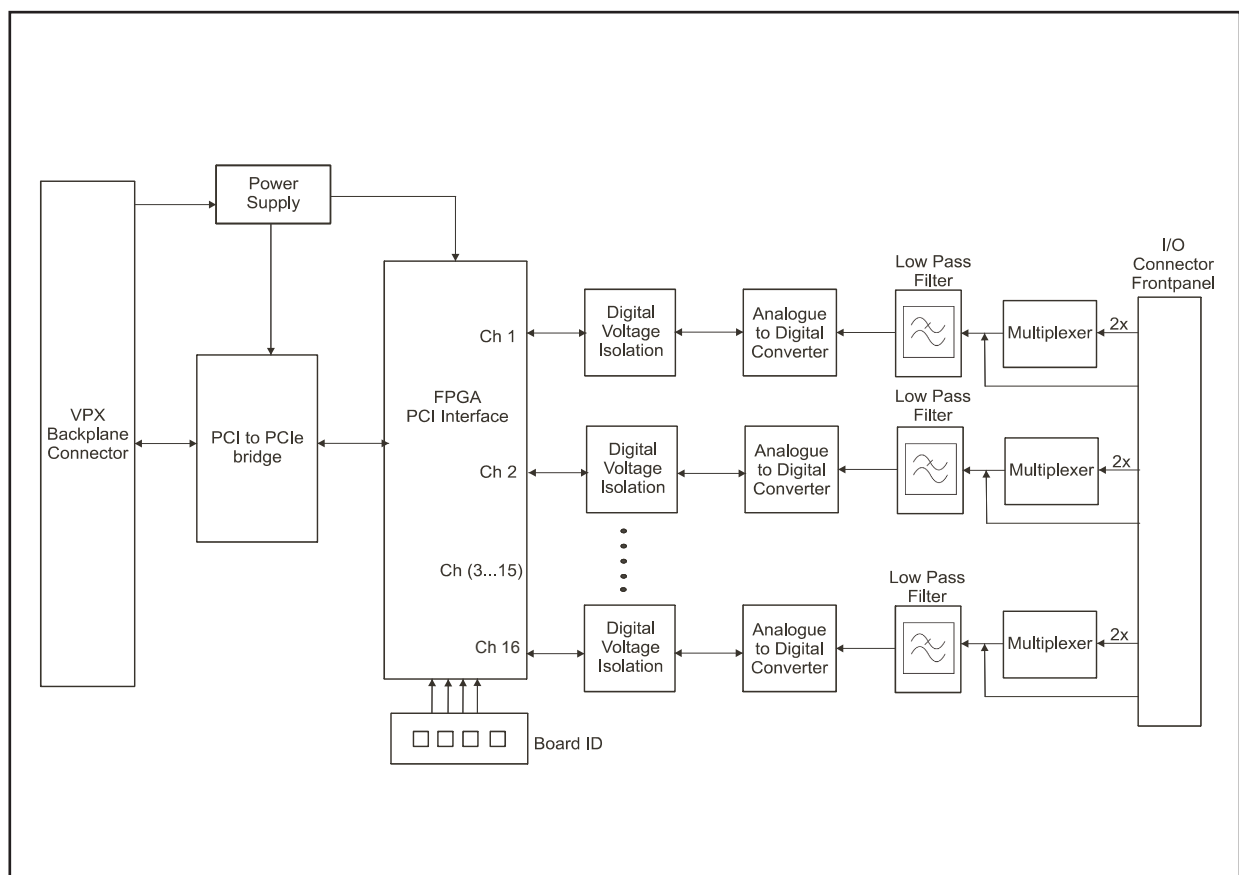 Power
Supply
VPX
Backplane
Connector
PCI to PCIe
bridge
FPGA
PCI Interface
Ch 1
Ch 2
Ch (3...15)
Ch 16
Board ID
Digital
Voltage
Isolation
Analogue
to Digital
Converter
Low Pass
Filter
Multiplexer
2x
I/O
Connector
Frontpanel
Digital
Voltage
Isolation
Analogue
to Digital
Converter
Low Pass
Filter
Multiplexer
2x
Digital
Voltage
Isolation
Analogue
to Digital
Converter
Low Pass
Filter
Multiplexer
2x